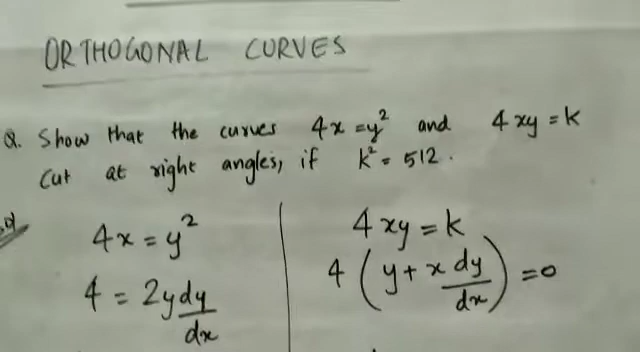 ORTHOGONAL CURVES
Q. Show that the curves 4x = y² and 4xy = k
Cut at right angles, if k² = 512.
4x = y²
4 = 2y dy/dx
4xy = k
4(y + x dy/dx) = 0